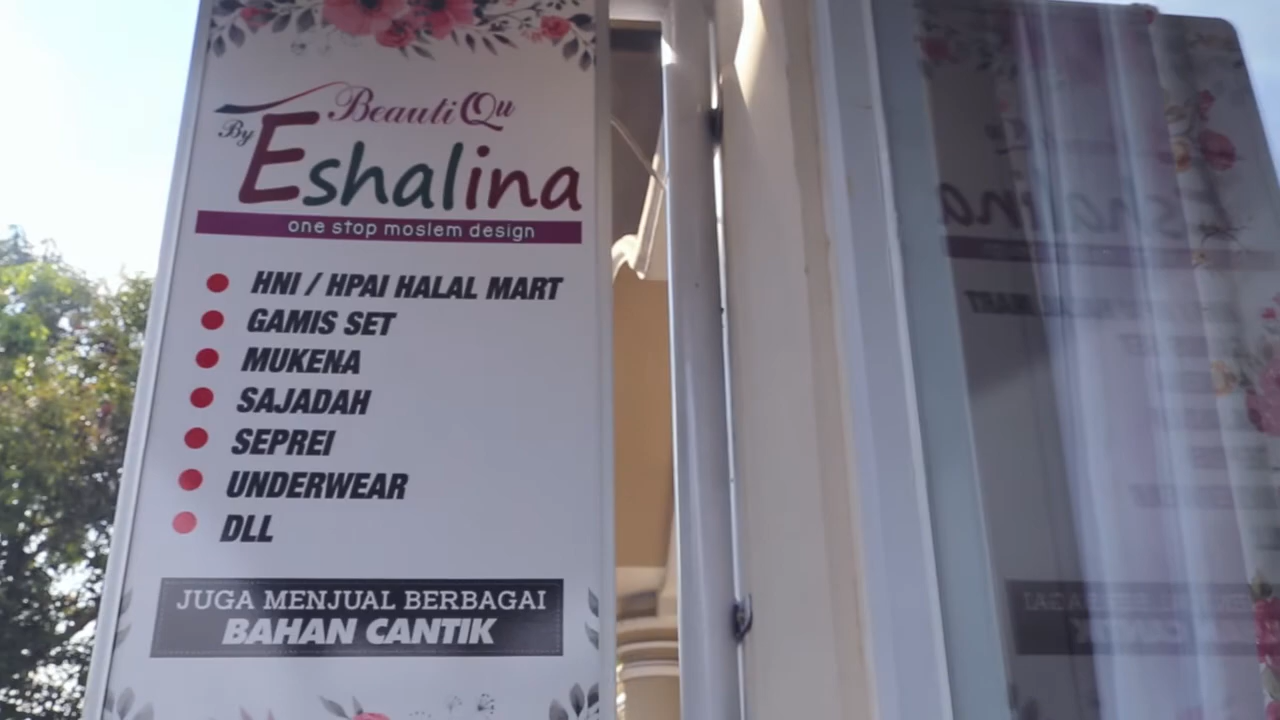 BeautiQu
By Eshalina
one stop moslem design
HNI / HPAI HALAL MART
GAMIS SET
MUKENA
SAJADAH
SEPREI
UNDERWEAR
DLL
JUGA MENJUAL BERBAGAI
BAHAN CANTIK